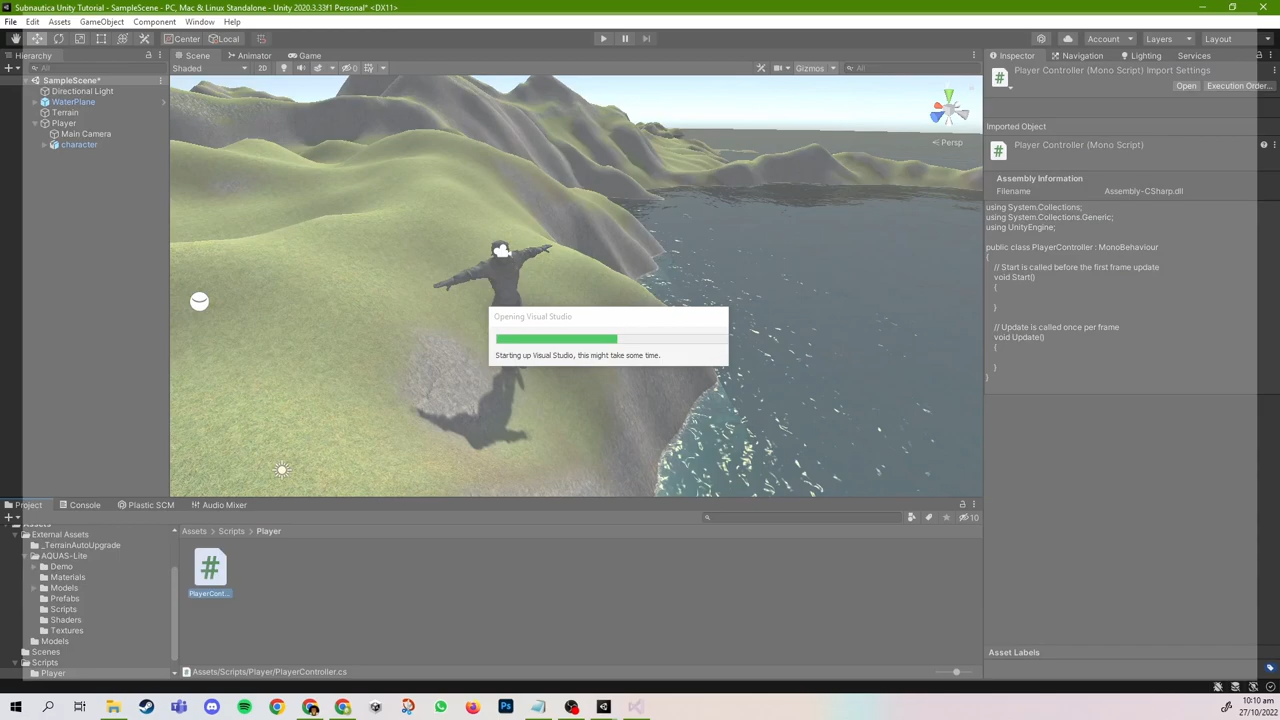 Subnautica Unity Tutorial - SampleScene - PC, Mac & Linux Standalone - Unity 2020.3.33f1 Personal* <DX11>
File Edit Assets GameObject Component Window Help
Center Local Account Layers Layout
Hierarchy Scene Animator Game Inspector Navigation Lighting Services
All Shaded 2D 0 Gizmos All
Player Controller (Mono Script) Import Settings
Open Execution Order...
SampleScene*
Directional Light
WaterPlane
Terrain
Player
Main Camera
character
Persp
Imported Object
Player Controller (Mono Script)
Assembly Information
Filename Assembly-CSharp.dll
using System.Collections;
using System.Collections.Generic;
using UnityEngine;
public class PlayerController : MonoBehaviour
{
// Start is called before the first frame update
void Start()
{
}
// Update is called once per frame
void Update()
{
}
}
Opening Visual Studio
Starting up Visual Studio, this might take some time.
Project Console Plastic SCM Audio Mixer
10
Assets
External Assets
_TerrainAutoUpgrade
AQUAS-Lite
Demo
Materials
Models
Prefabs
Scripts
Shaders
Textures
Models
Scenes
Scripts
Player
Assets Scripts Player
PlayerCont...
Assets/Scripts/Player/PlayerController.cs
Asset Labels
10:10 am
27/10/2022